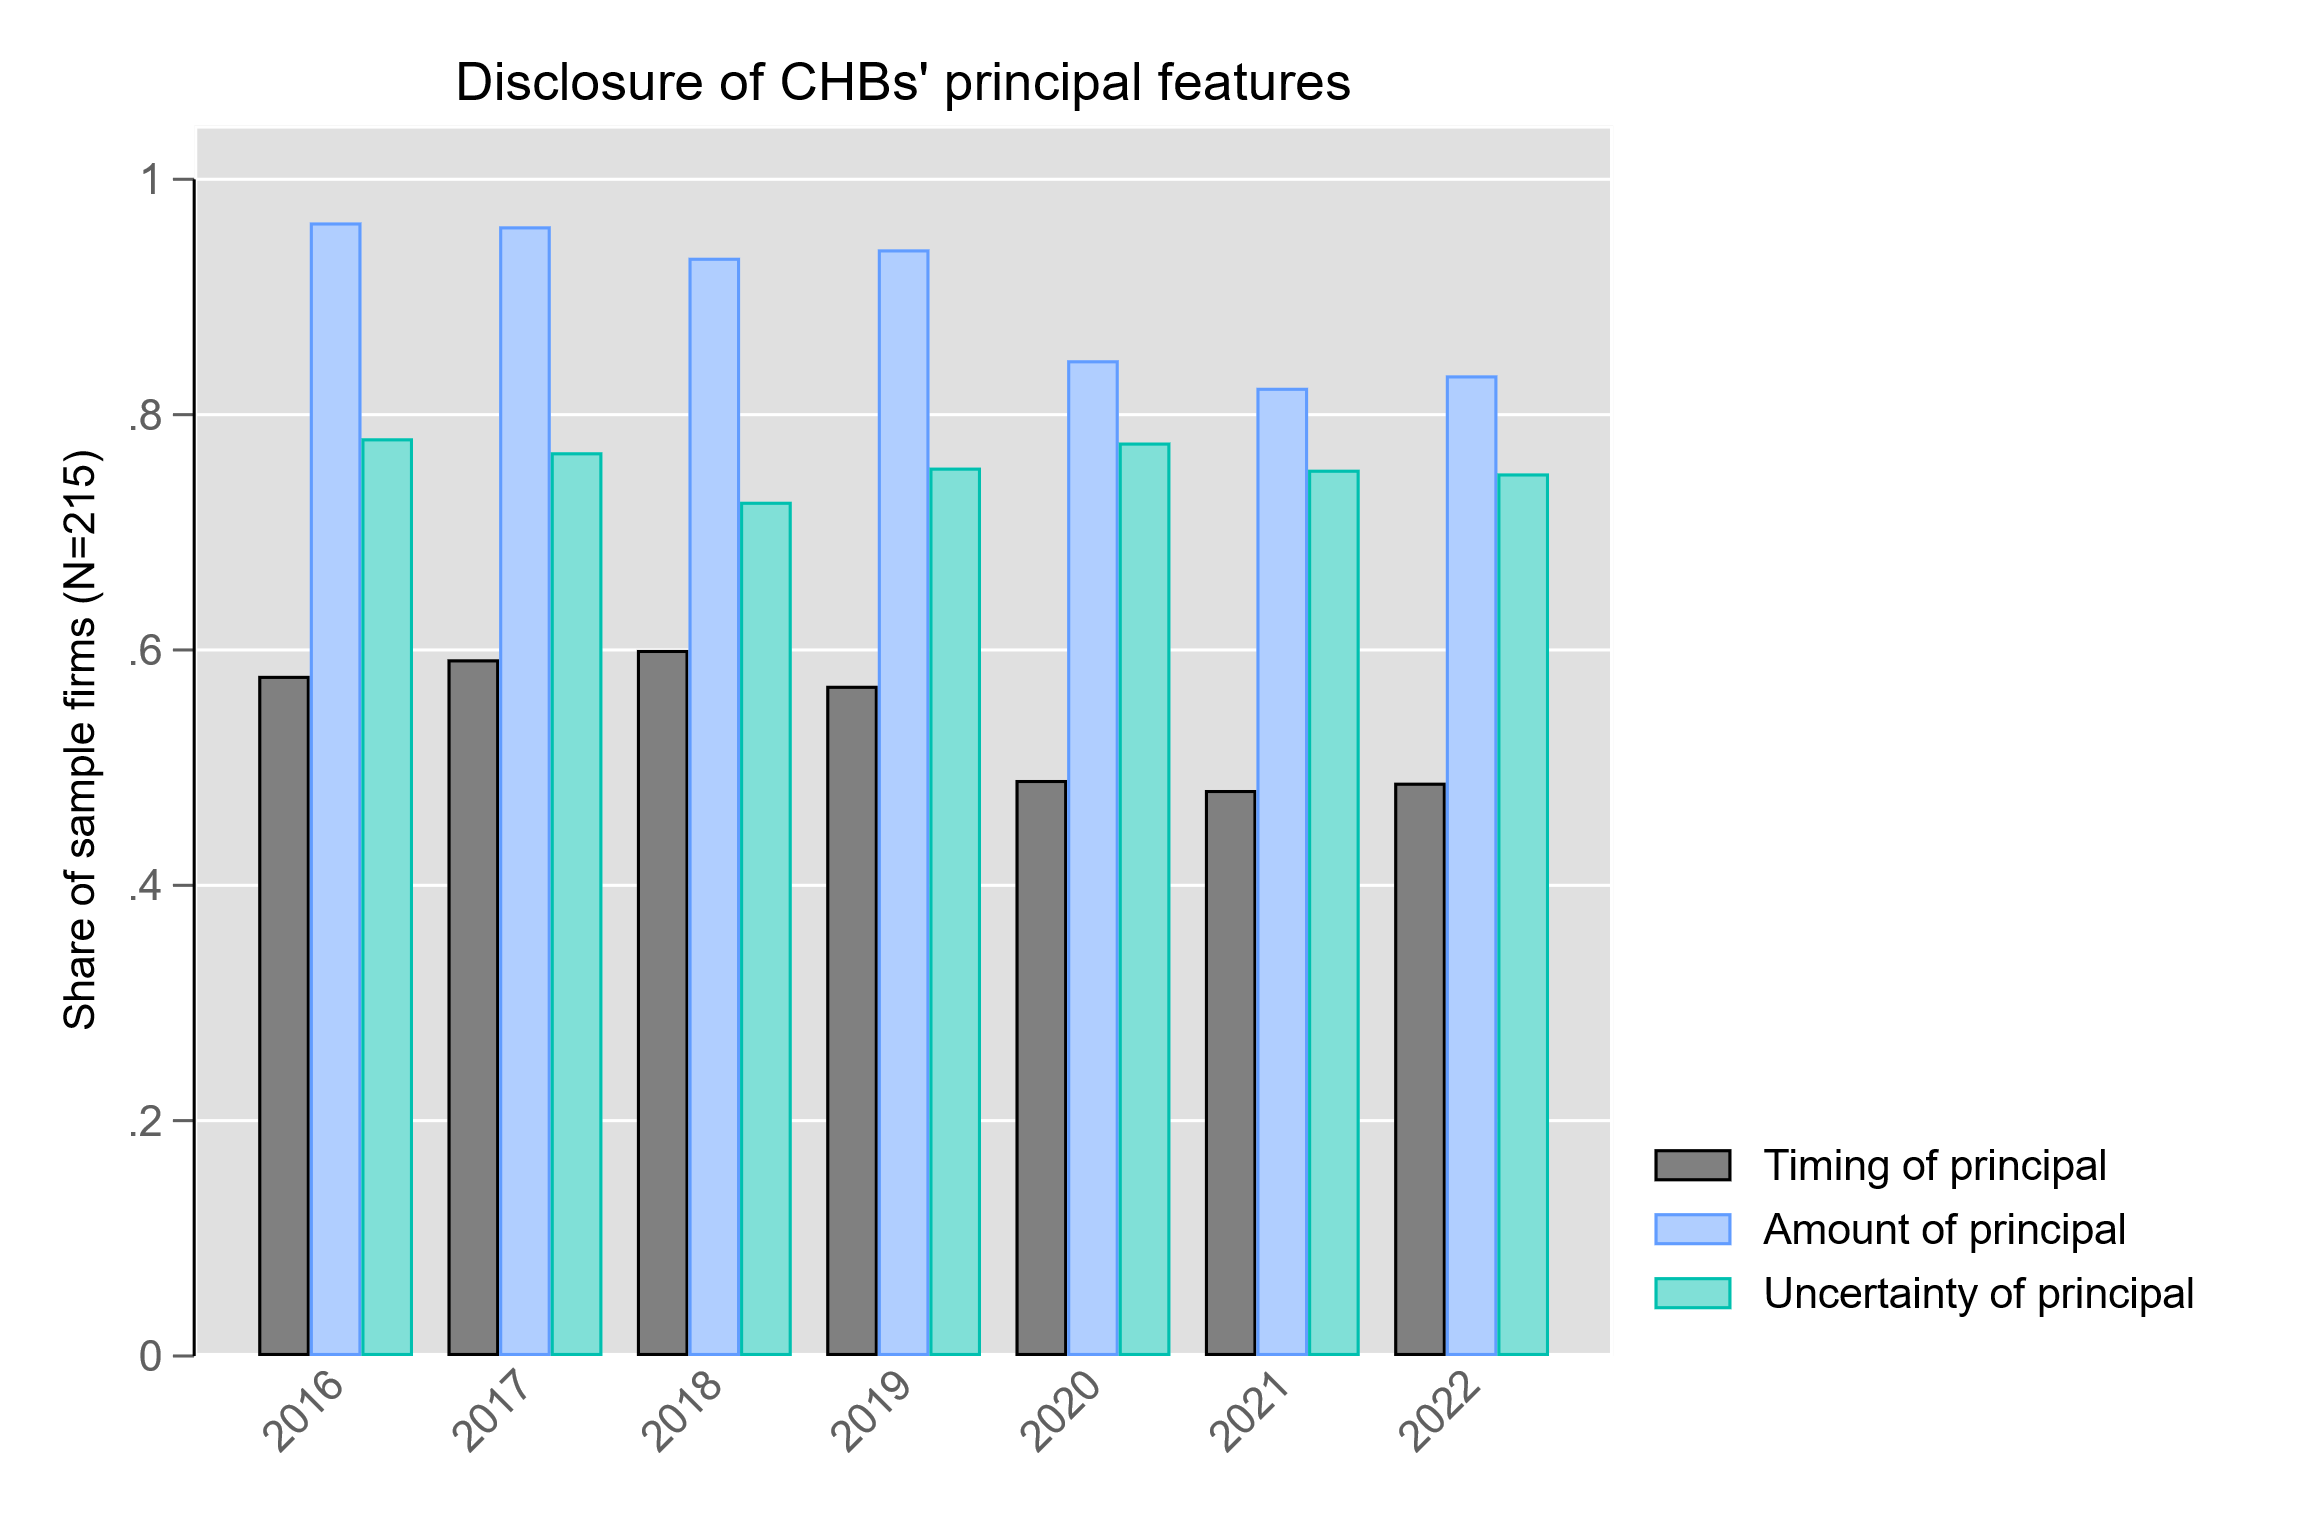 Disclosure of CHBs' principal features
Share of sample firms (N=215)
1
.8
.6
.4
.2
0
2016
2017
2018
2019
2020
2021
2022
Timing of principal
Amount of principal
Uncertainty of principal